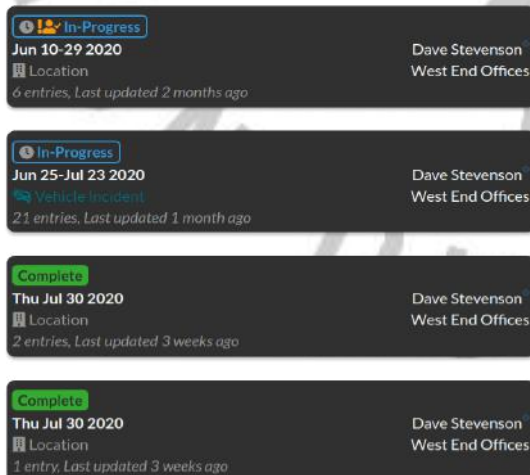 In-Progress
Jun 10-29 2020 Dave Stevenson
Location West End Offices
6 entries, Last updated 2 months ago
In-Progress
Jun 25-Jul 23 2020 Dave Stevenson
Vehicle Incident West End Offices
21 entries, Last updated 1 month ago
Complete
Thu Jul 30 2020 Dave Stevenson
Location West End Offices
2 entries, Last updated 3 weeks ago
Complete
Thu Jul 30 2020 Dave Stevenson
Location West End Offices
1 entry, Last updated 3 weeks ago